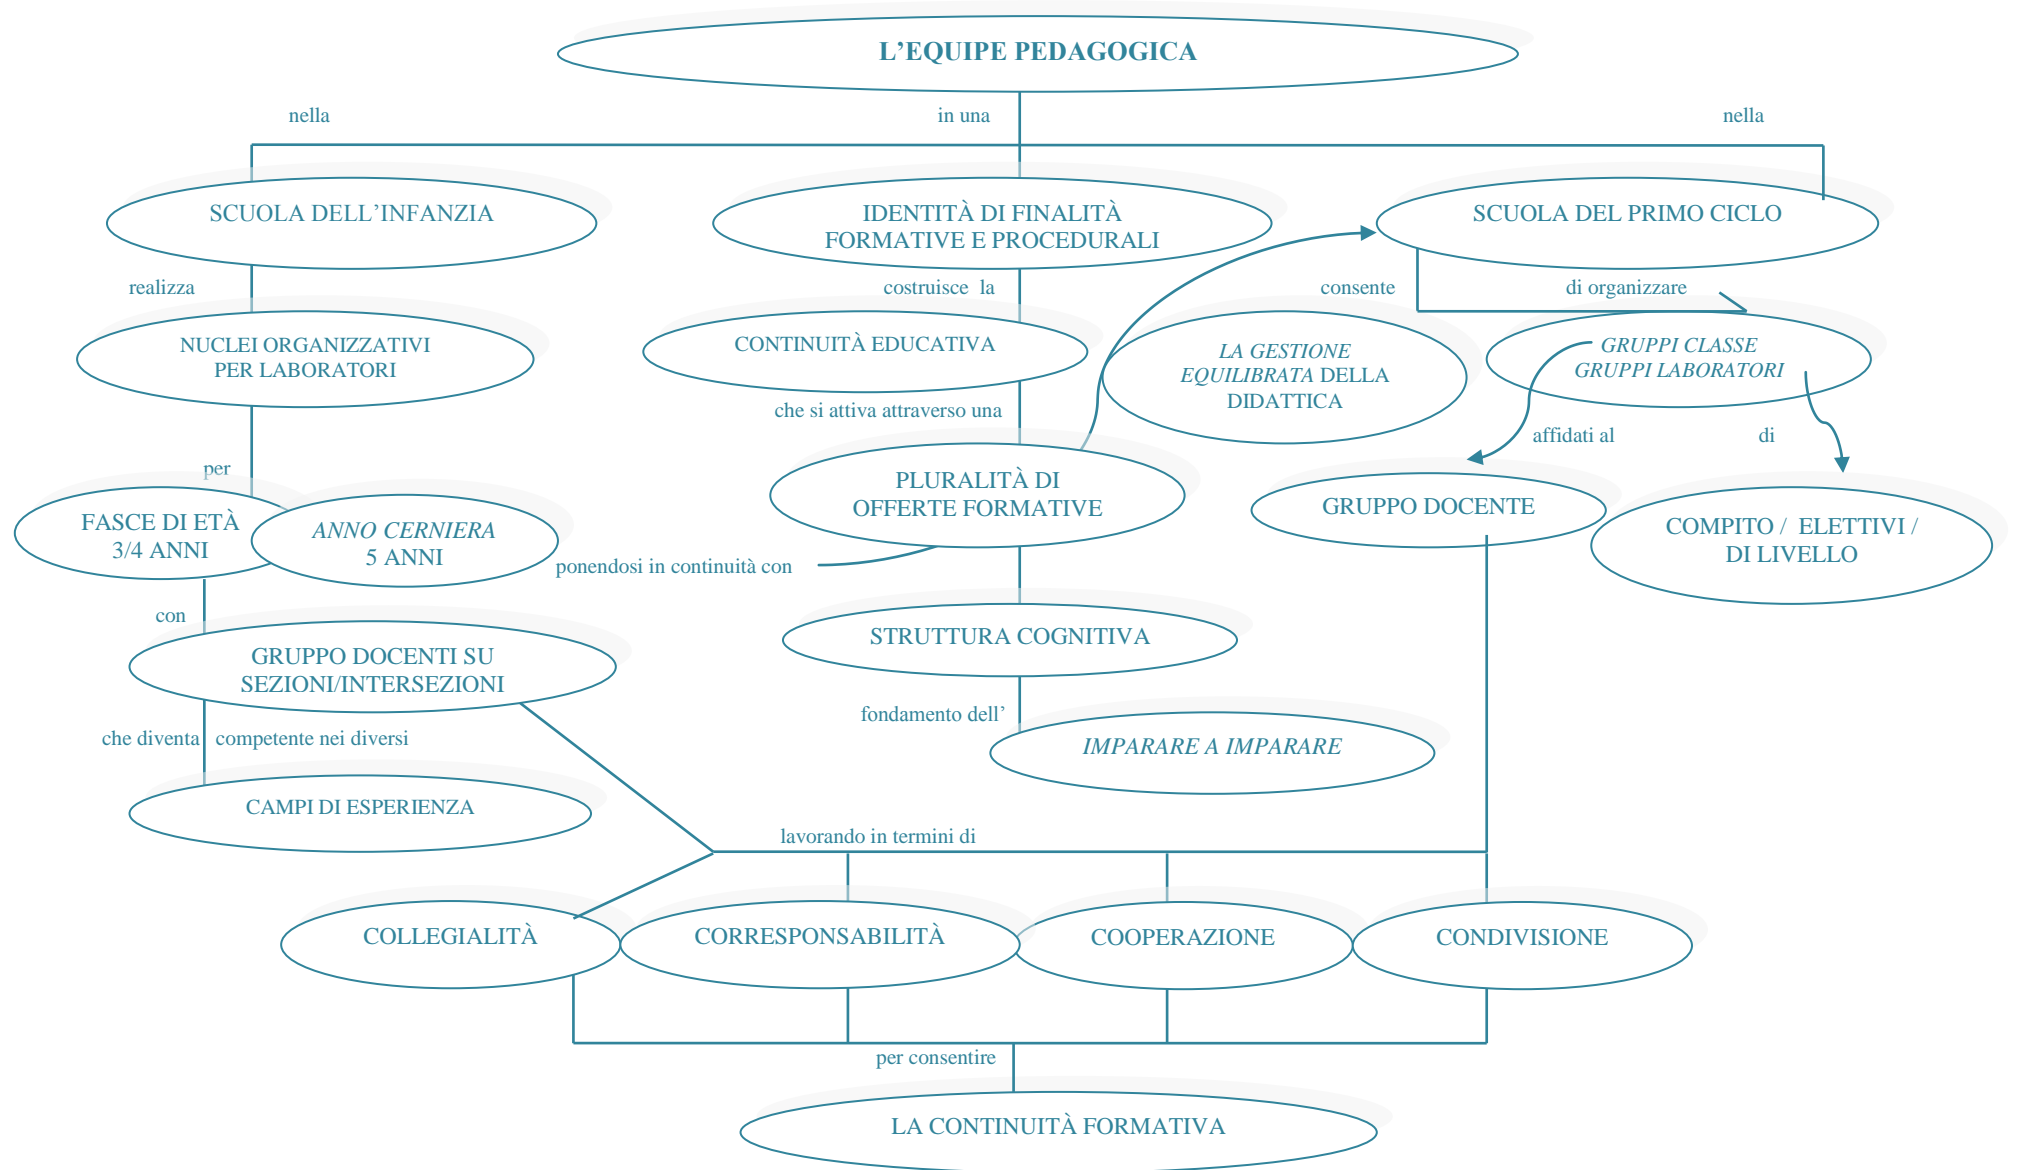 L’EQUIPE PEDAGOGICA
nella
in una
nella
SCUOLA DELL’INFANZIA
IDENTITÀ DI FINALITÀ
FORMATIVE E PROCEDURALI
SCUOLA DEL PRIMO CICLO
realizza
costruisce la
consente
di organizzare
NUCLEI ORGANIZZATIVI
PER LABORATORI
CONTINUITÀ EDUCATIVA
LA GESTIONE
EQUILIBRATA DELLA
DIDATTICA
GRUPPI CLASSE
GRUPPI LABORATORI
che si attiva attraverso una
affidati al
di
per
FASCE DI ETÀ
3/4 ANNI
ANNO CERNIERA
5 ANNI
PLURALITÀ DI
OFFERTE FORMATIVE
GRUPPO DOCENTE
COMPITO / ELETTIVI /
DI LIVELLO
ponendosi in continuità con
con
GRUPPO DOCENTI SU
SEZIONI/INTERSEZIONI
STRUTTURA COGNITIVA
che diventa
competente nei diversi
fondamento dell’
IMPARARE A IMPARARE
CAMPI DI ESPERIENZA
lavorando in termini di
COLLEGIALITÀ
CORRESPONSABILITÀ
COOPERAZIONE
CONDIVISIONE
per consentire
LA CONTINUITÀ FORMATIVA